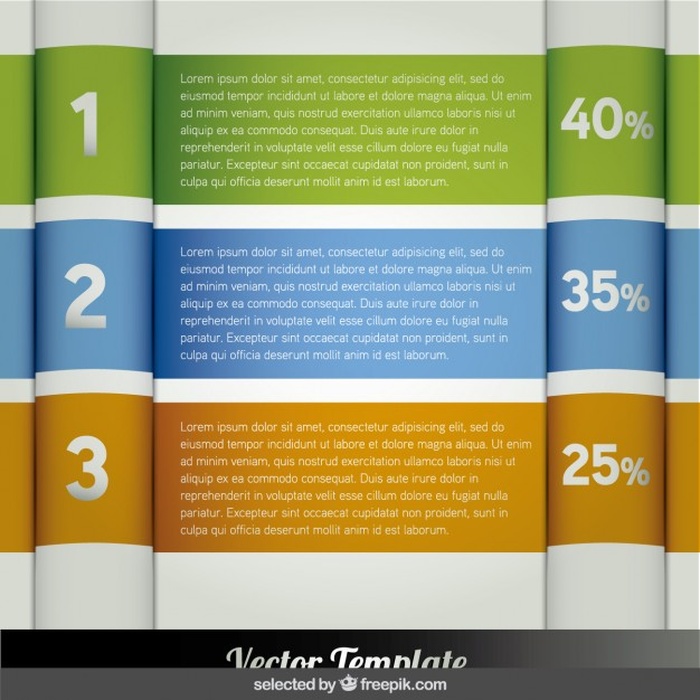 1
Lorem ipsum dolor sit amet, consectetur adipisicing elit, sed do
eiusmod tempor incididunt ut labore et dolore magna aliqua. Ut enim
ad minim veniam, quis nostrud exercitation ullamco laboris nisi ut
aliquip ex ea commodo consequat. Duis aute irure dolor in
reprehenderit in voluptate velit esse cillum dolore eu fugiat nulla
pariatur. Excepteur sint occaecat cupidatat non proident, sunt in
culpa qui officia deserunt mollit anim id est laborum.
40%
2
Lorem ipsum dolor sit amet, consectetur adipisicing elit, sed do
eiusmod tempor incididunt ut labore et dolore magna aliqua. Ut enim
ad minim veniam, quis nostrud exercitation ullamco laboris nisi ut
aliquip ex ea commodo consequat. Duis aute irure dolor in
reprehenderit in voluptate velit esse cillum dolore eu fugiat nulla
pariatur. Excepteur sint occaecat cupidatat non proident, sunt in
culpa qui officia deserunt mollit anim id est laborum.
35%
3
Lorem ipsum dolor sit amet, consectetur adipisicing elit, sed do
eiusmod tempor incididunt ut labore et dolore magna aliqua. Ut enim
ad minim veniam, quis nostrud exercitation ullamco laboris nisi ut
aliquip ex ea commodo consequat. Duis aute irure dolor in
reprehenderit in voluptate velit esse cillum dolore eu fugiat nulla
pariatur. Excepteur sint occaecat cupidatat non proident, sunt in
culpa qui officia deserunt mollit anim id est laborum.
25%
Vector Template
selected by freepik.com